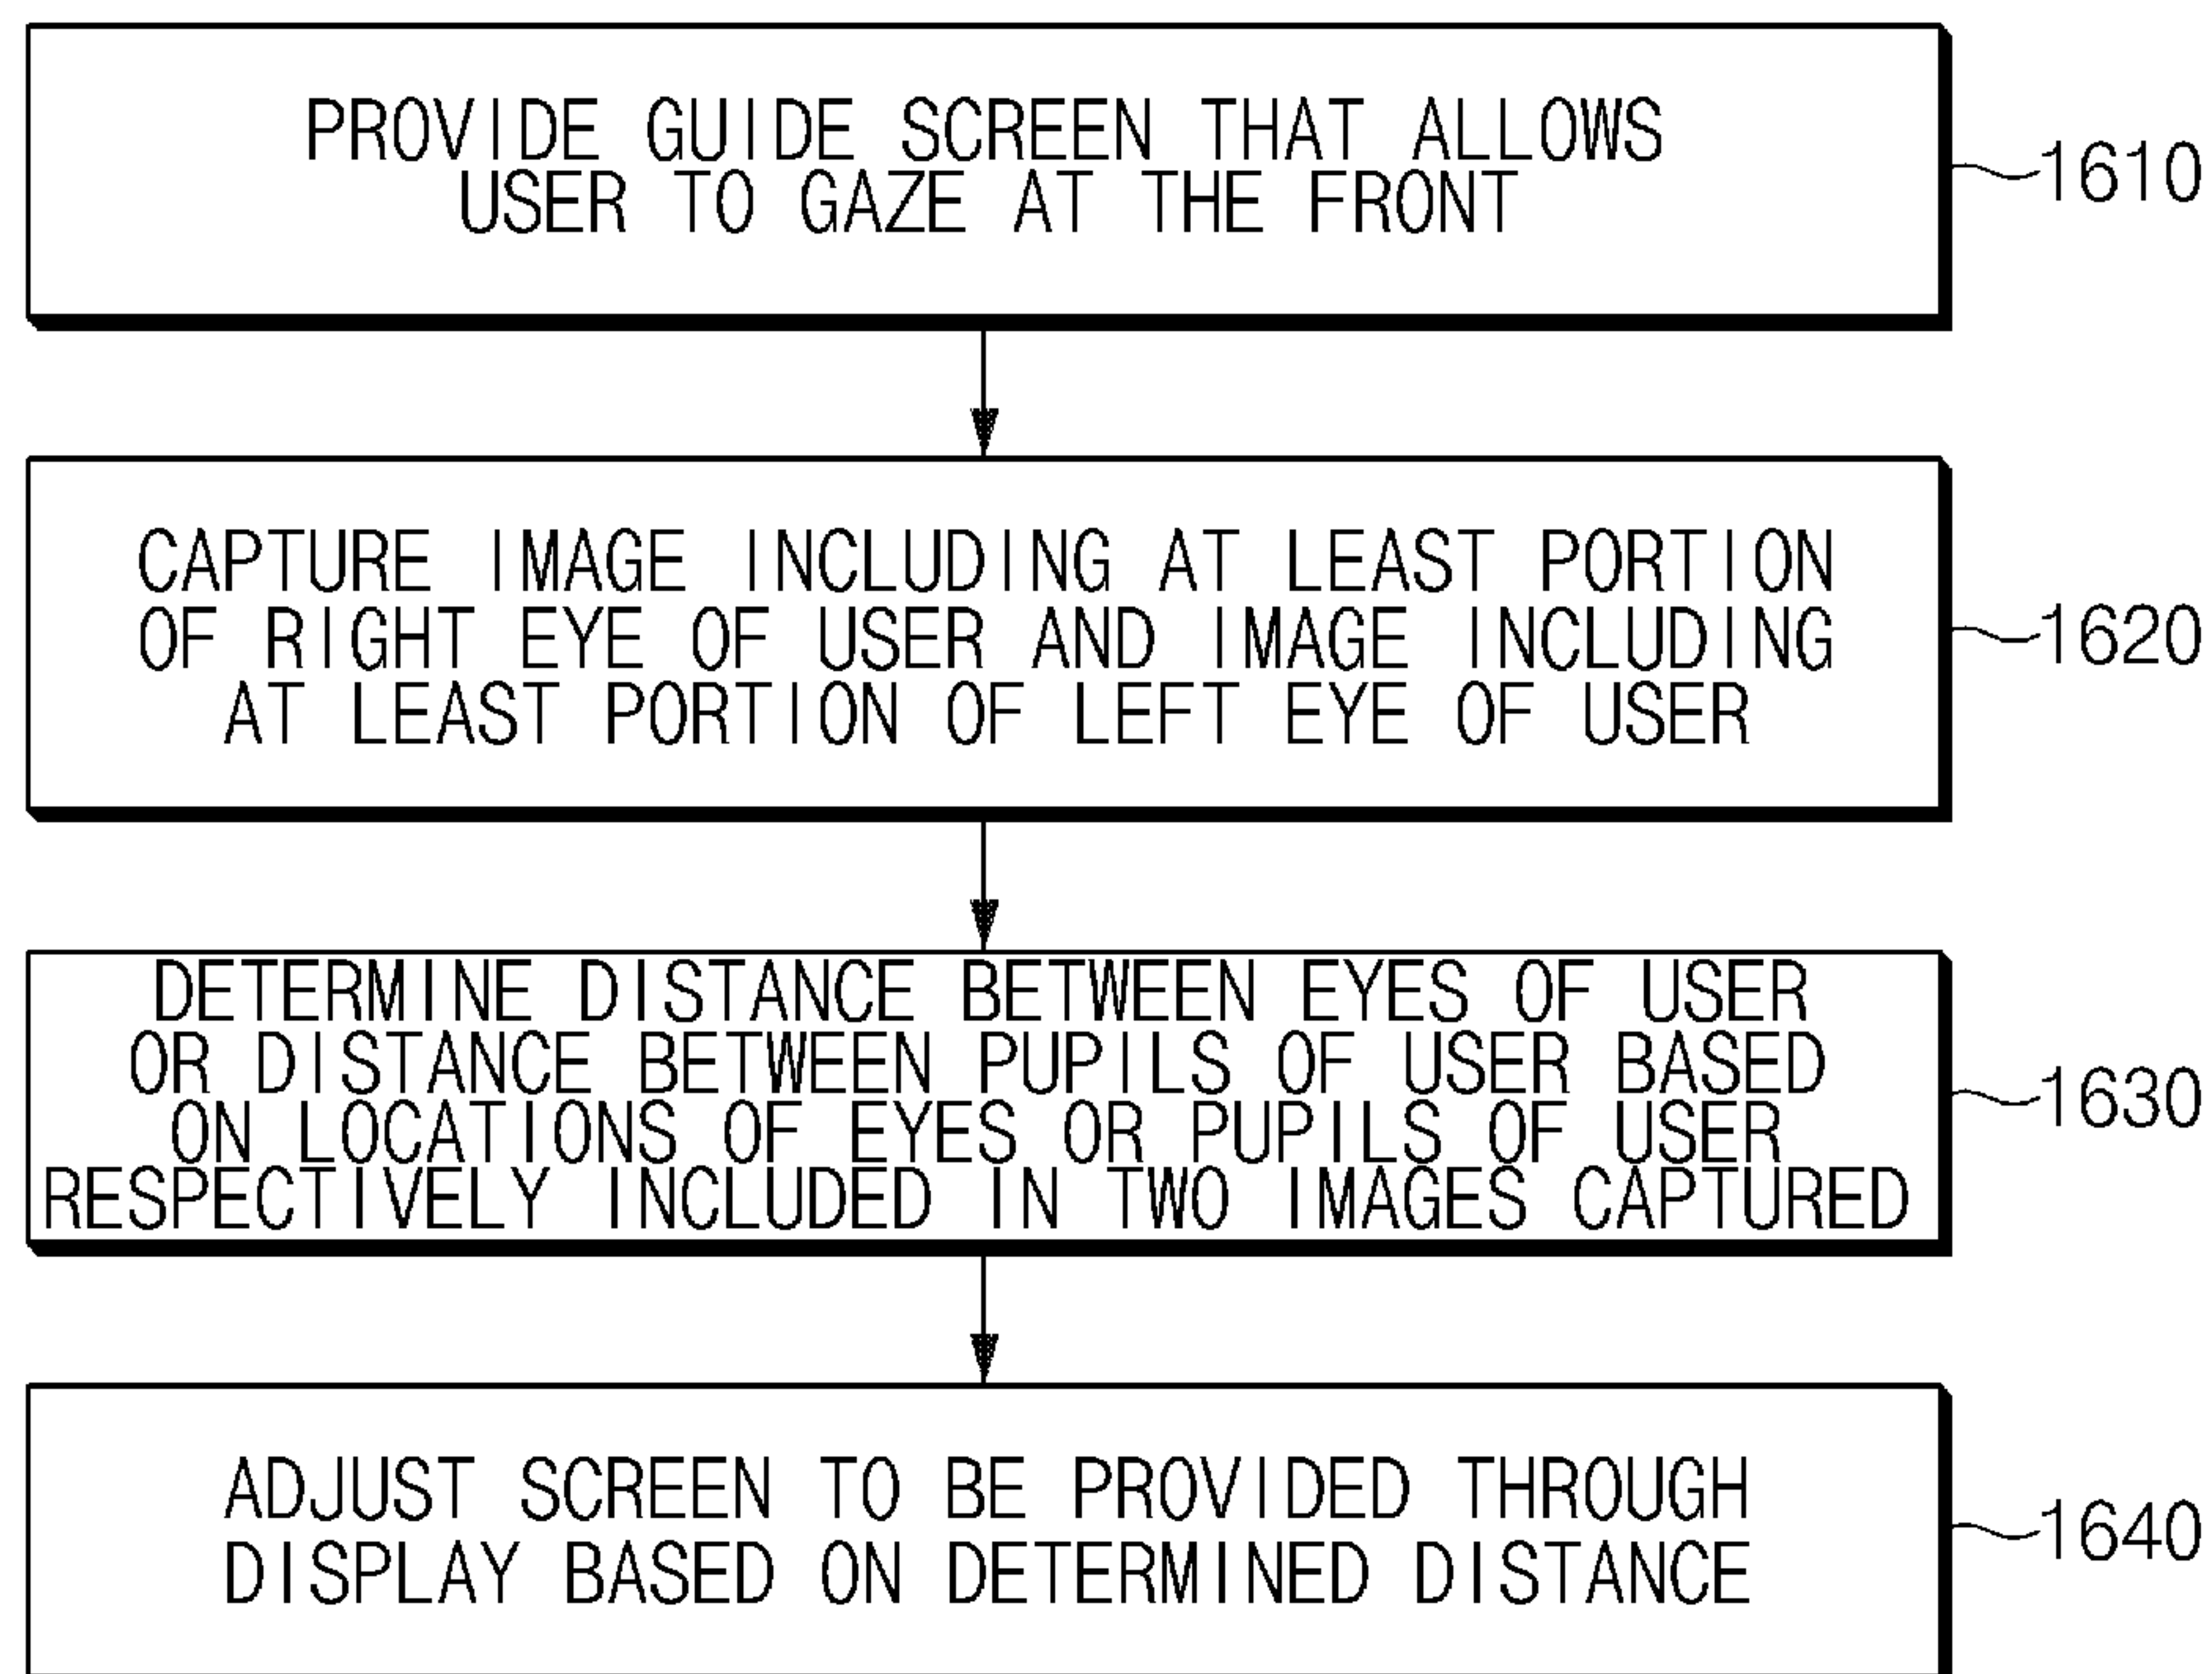 PROVIDE GUIDE SCREEN THAT ALLOWS
USER TO GAZE AT THE FRONT
1610
CAPTURE IMAGE INCLUDING AT LEAST PORTION
OF RIGHT EYE OF USER AND IMAGE INCLUDING
AT LEAST PORTION OF LEFT EYE OF USER
1620
DETERMINE DISTANCE BETWEEN EYES OF USER
OR DISTANCE BETWEEN PUPILS OF USER BASED
ON LOCATIONS OF EYES OR PUPILS OF USER
RESPECTIVELY INCLUDED IN TWO IMAGES CAPTURED
1630
ADJUST SCREEN TO BE PROVIDED THROUGH
DISPLAY BASED ON DETERMINED DISTANCE
1640